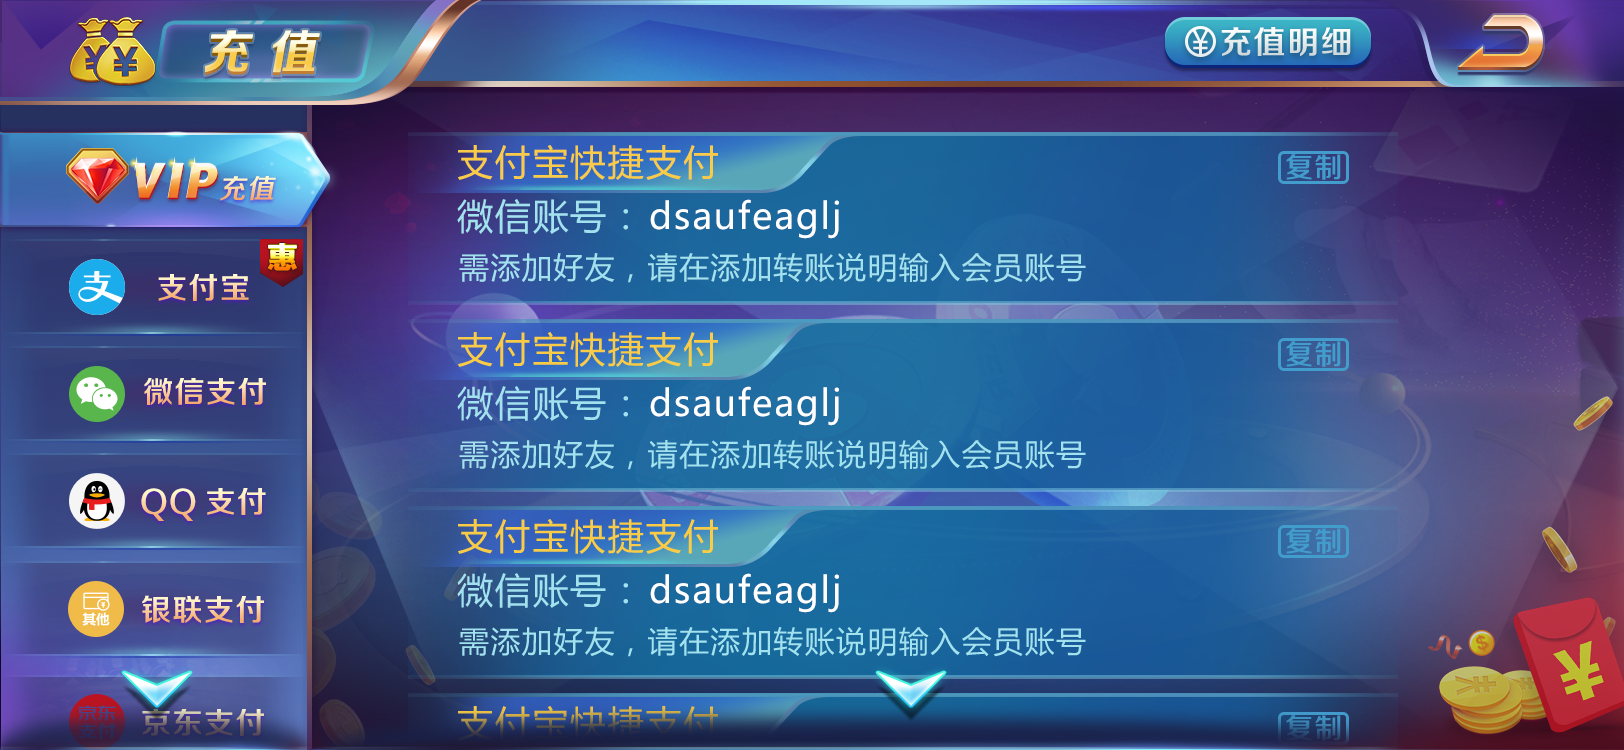 充值
¥充值明细
VIP充值
惠
支付宝
微信支付
QQ 支付
其他
银联支付
京东支付
京东支付
支付宝快捷支付
复制
微信账号：dsaufeaglj
需添加好友，请在添加转账说明输入会员账号
支付宝快捷支付
复制
微信账号：dsaufeaglj
需添加好友，请在添加转账说明输入会员账号
支付宝快捷支付
复制
微信账号：dsaufeaglj
需添加好友，请在添加转账说明输入会员账号
支付宝快捷支付
复制